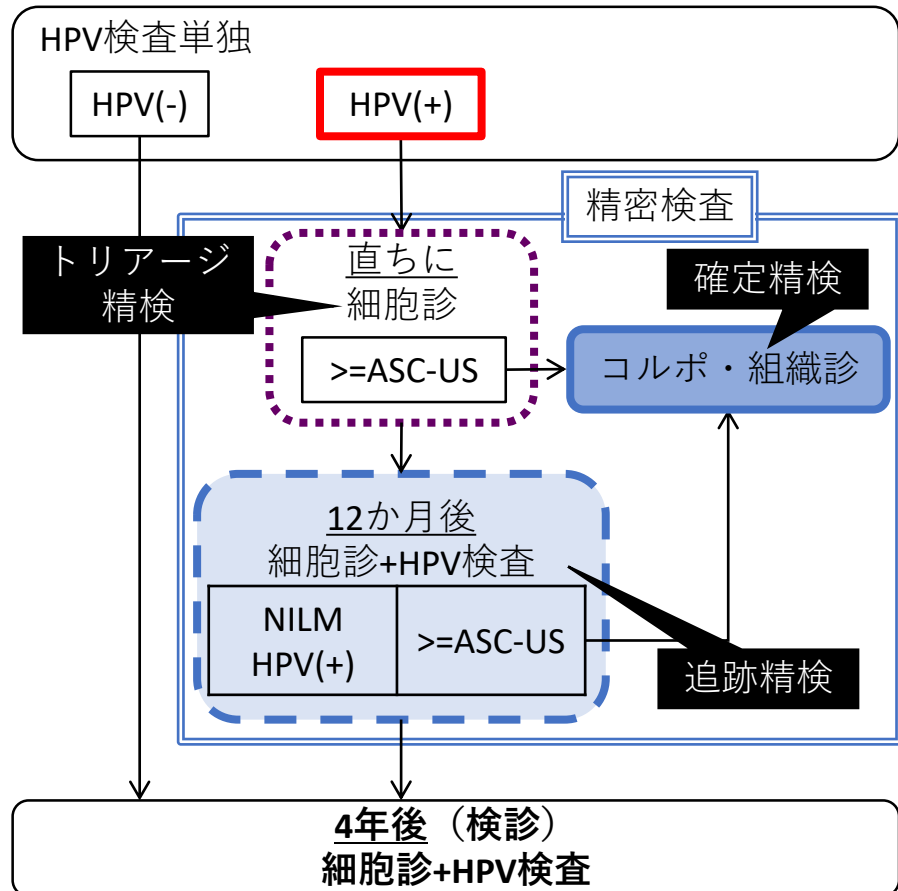 HPV検査単独
HPV(-)
HPV(+)
精密検査
トリアージ
精検
直ちに
細胞診
確定精検
>=ASC-US
コルポ・組織診
12か月後
細胞診+HPV検査
NILM
HPV(+)
>=ASC-US
追跡精検
4年後（検診）
細胞診+HPV検査